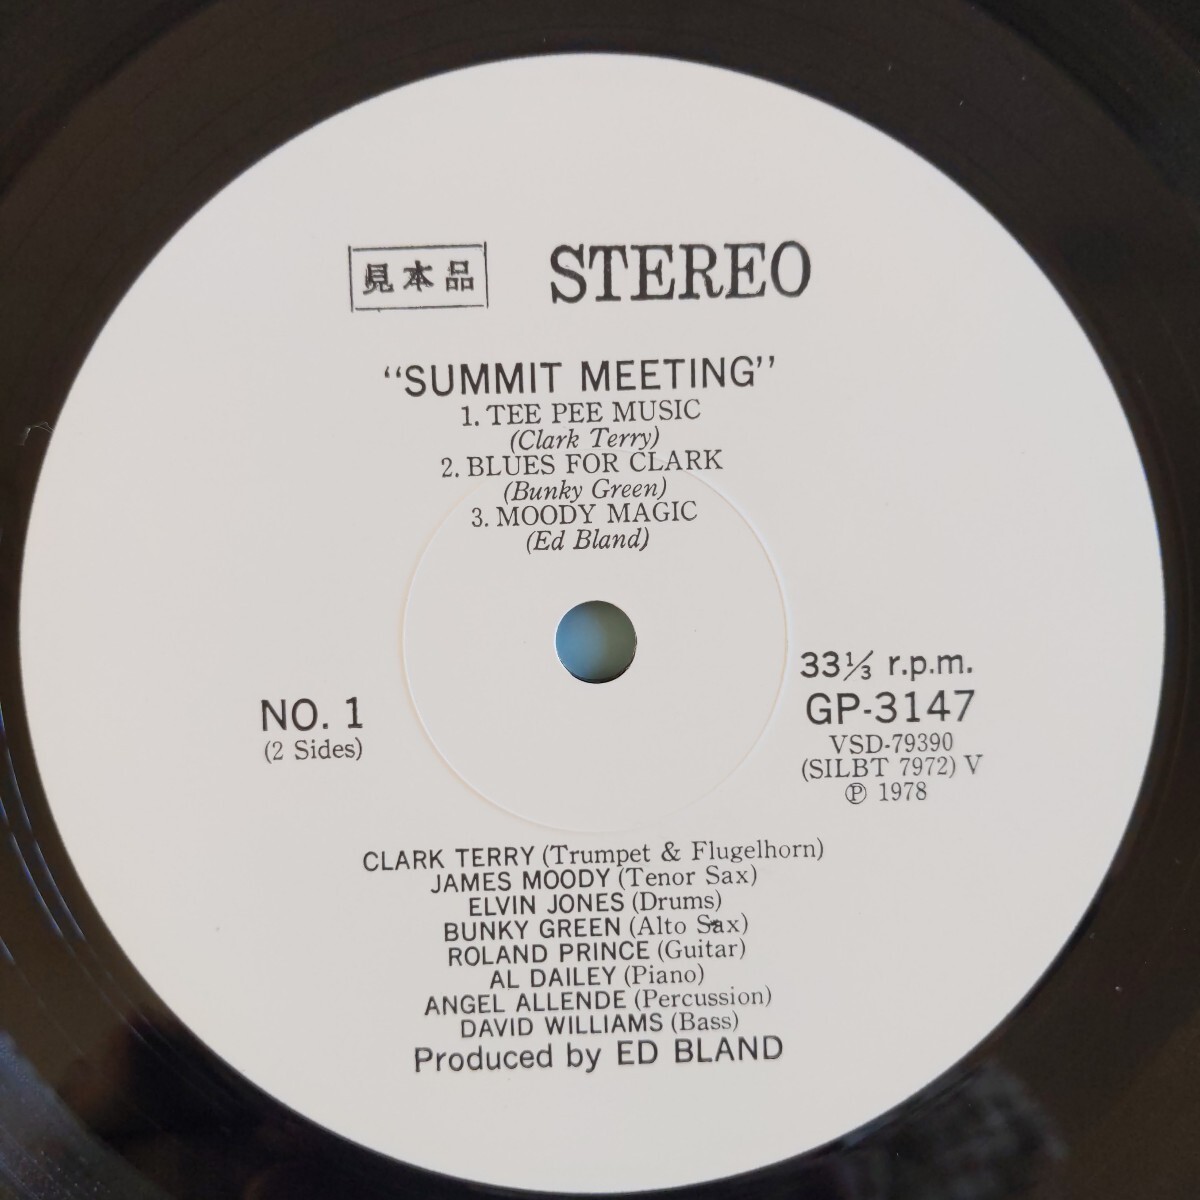 見本品 STEREO
“SUMMIT MEETING”
1. TEE PEE MUSIC
(Clark Terry)
2. BLUES FOR CLARK
(Bunky Green)
3. MOODY MAGIC
(Ed Bland)
NO. 1
(2 Sides)
33⅓ r.p.m.
GP-3147
VSD-79390
(SILBT 7972) V
℗ 1978
CLARK TERRY (Trumpet & Flugelhorn)
JAMES MOODY (Tenor Sax)
ELVIN JONES (Drums)
BUNKY GREEN (Alto Sax)
ROLAND PRINCE (Guitar)
AL DAILEY (Piano)
ANGEL ALLENDE (Percussion)
DAVID WILLIAMS (Bass)
Produced by ED BLAND